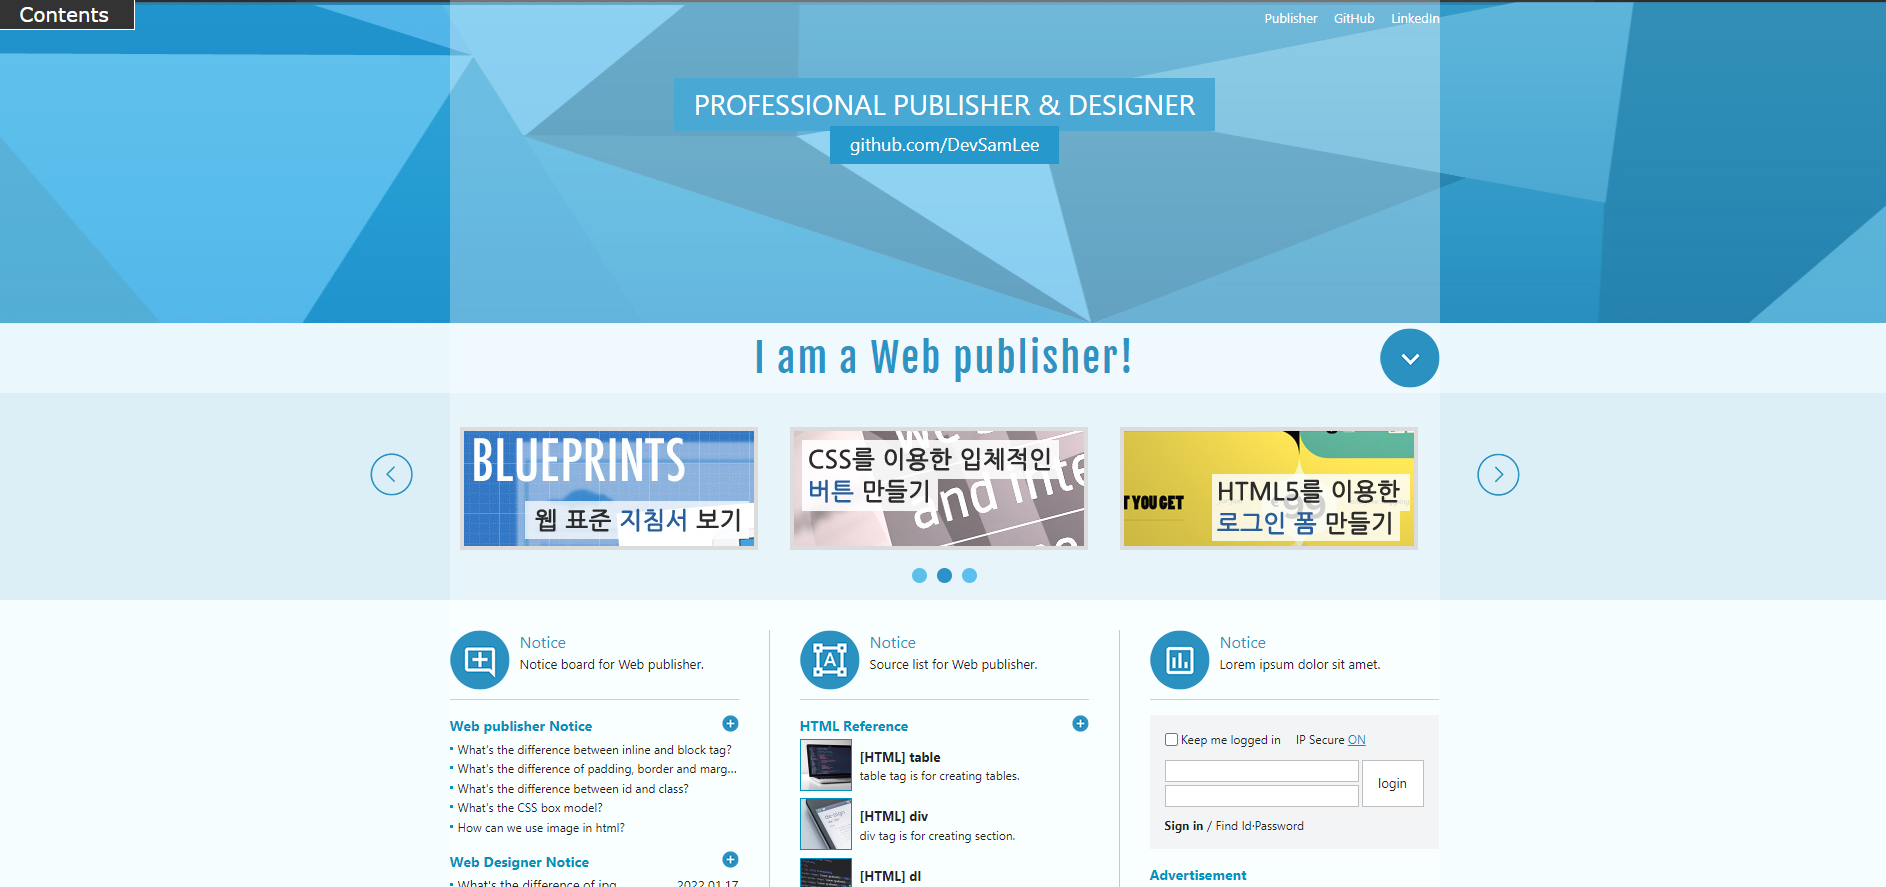 Contents
Publisher GitHub LinkedIn
PROFESSIONAL PUBLISHER & DESIGNER
github.com/DevSamLee
I am a Web publisher!
BLUEPRINTS
웹 표준 지침서 보기
CSS를 이용한 입체적인
버튼 만들기
and inte
T YOU GET
HTML5를 이용한
로그인 폼 만들기
99
Notice
Notice board for Web publisher.
Web publisher Notice
What's the difference between inline and block tag?
What's the difference of padding, border and marg...
What's the difference between id and class?
What's the CSS box model?
How can we use image in html?
Web Designer Notice
What's the difference of jpg 2022.01.17
Notice
Source list for Web publisher.
HTML Reference
[HTML] table
table tag is for creating tables.
[HTML] div
div tag is for creating section.
[HTML] dl
Notice
Lorem ipsum dolor sit amet.
Keep me logged in IP Secure ON
login
Sign in / Find Id·Password
Advertisement